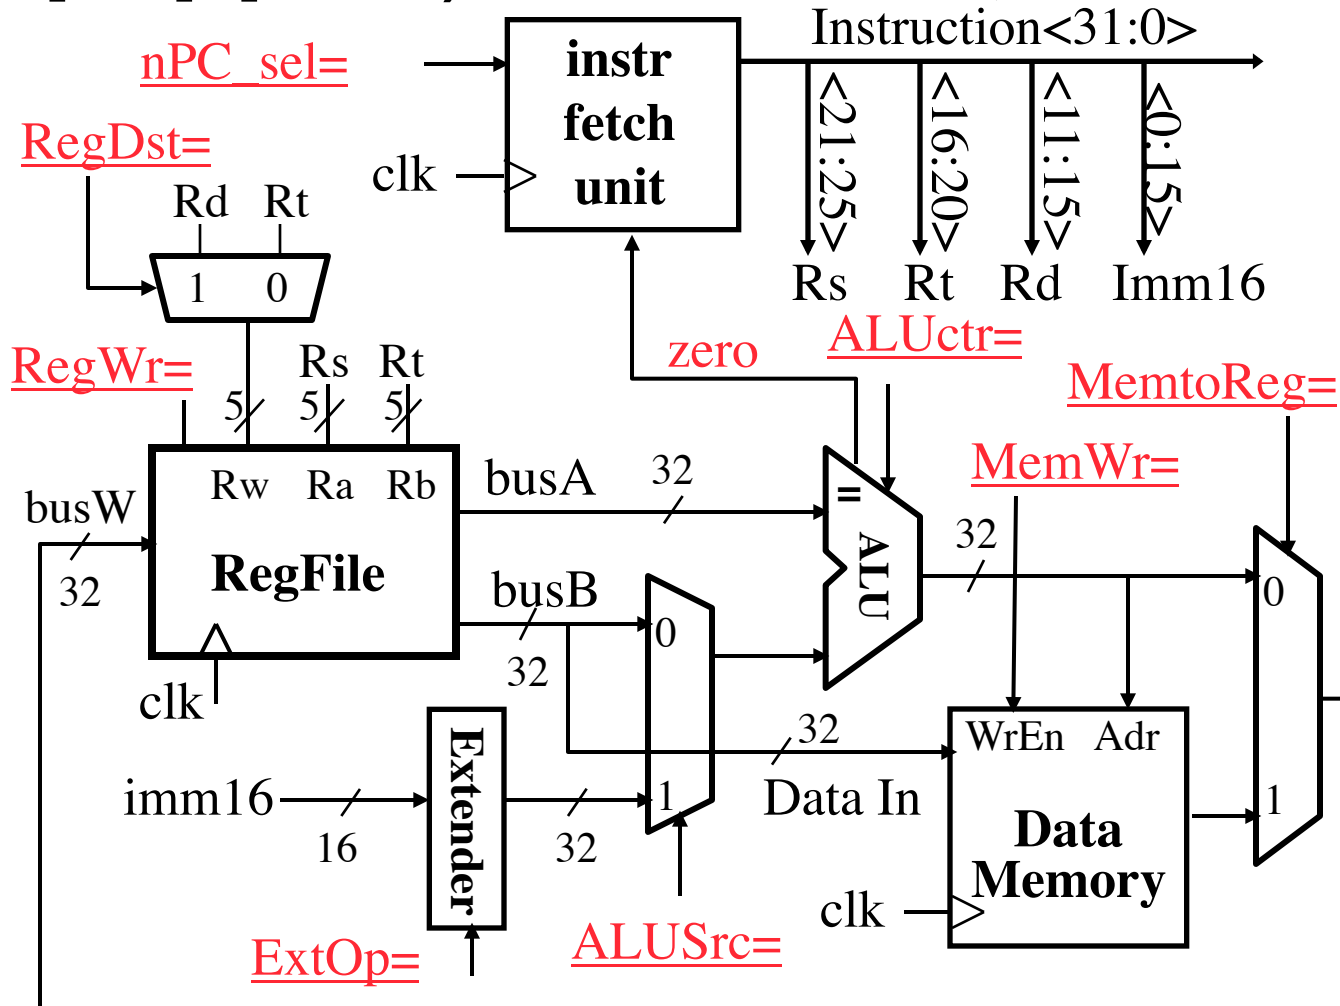 Instruction<31:0>
nPC_sel=
instr
fetch
unit
clk
<21:25>
<16:20>
<11:15>
<0:15>
Rs
Rt
Rd
Imm16
RegDst=
Rd
Rt
1
0
RegWr=
5
Rs
5
Rt
5
zero
ALUctr=
MemtoReg=
MemWr=
busW
32
Rw
Ra
Rb
RegFile
clk
busA
32
busB
32
=
ALU
32
0
1
0
1
imm16
16
Extender
32
ExtOp=
ALUSrc=
32
Data In
WrEn
Adr
Data
Memory
clk